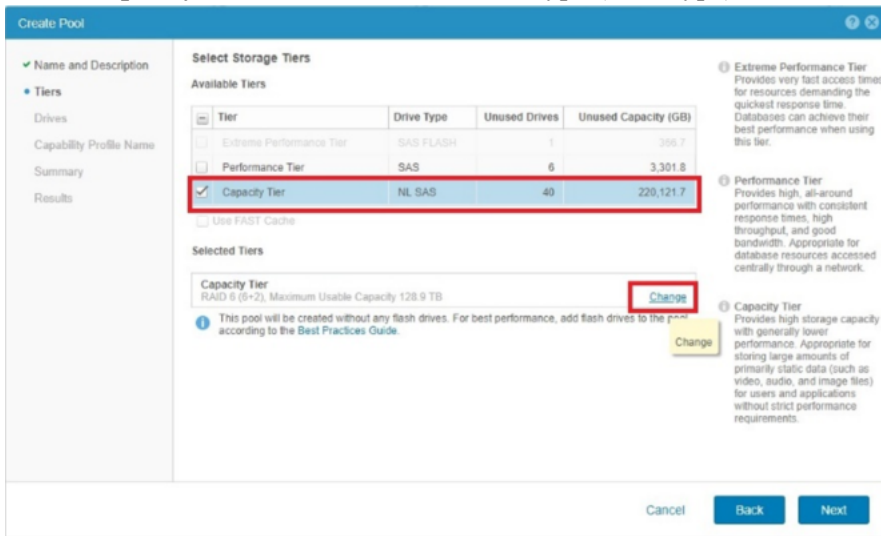 Create Pool
Name and Description
Tiers
Drives
Capability Profile Name
Summary
Results
Select Storage Tiers
Available Tiers
Tier Drive Type Unused Drives Unused Capacity (GB)
Extreme Performance Tier SAS FLASH 1 366.7
Performance Tier SAS 6 3,301.8
Capacity Tier NL SAS 40 220,121.7
Use FAST Cache
Selected Tiers
Capacity Tier
RAID 6 (6+2), Maximum Usable Capacity 128.9 TB
Change
This pool will be created without any flash drives. For best performance, add flash drives to the pool
according to the Best Practices Guide.
Change
Extreme Performance Tier
Provides very fast access times
for resources demanding the
quickest response time.
Databases can achieve their
best performance when using
this tier.
Performance Tier
Provides high, all-around
performance with consistent
response times, high
throughput, and good
bandwidth. Appropriate for
database resources accessed
centrally through a network.
Capacity Tier
Provides high storage capacity
with generally lower
performance. Appropriate for
storing large amounts of
primarily static data (such as
video, audio, and image files)
for users and applications
without strict performance
requirements.
Cancel
Back
Next